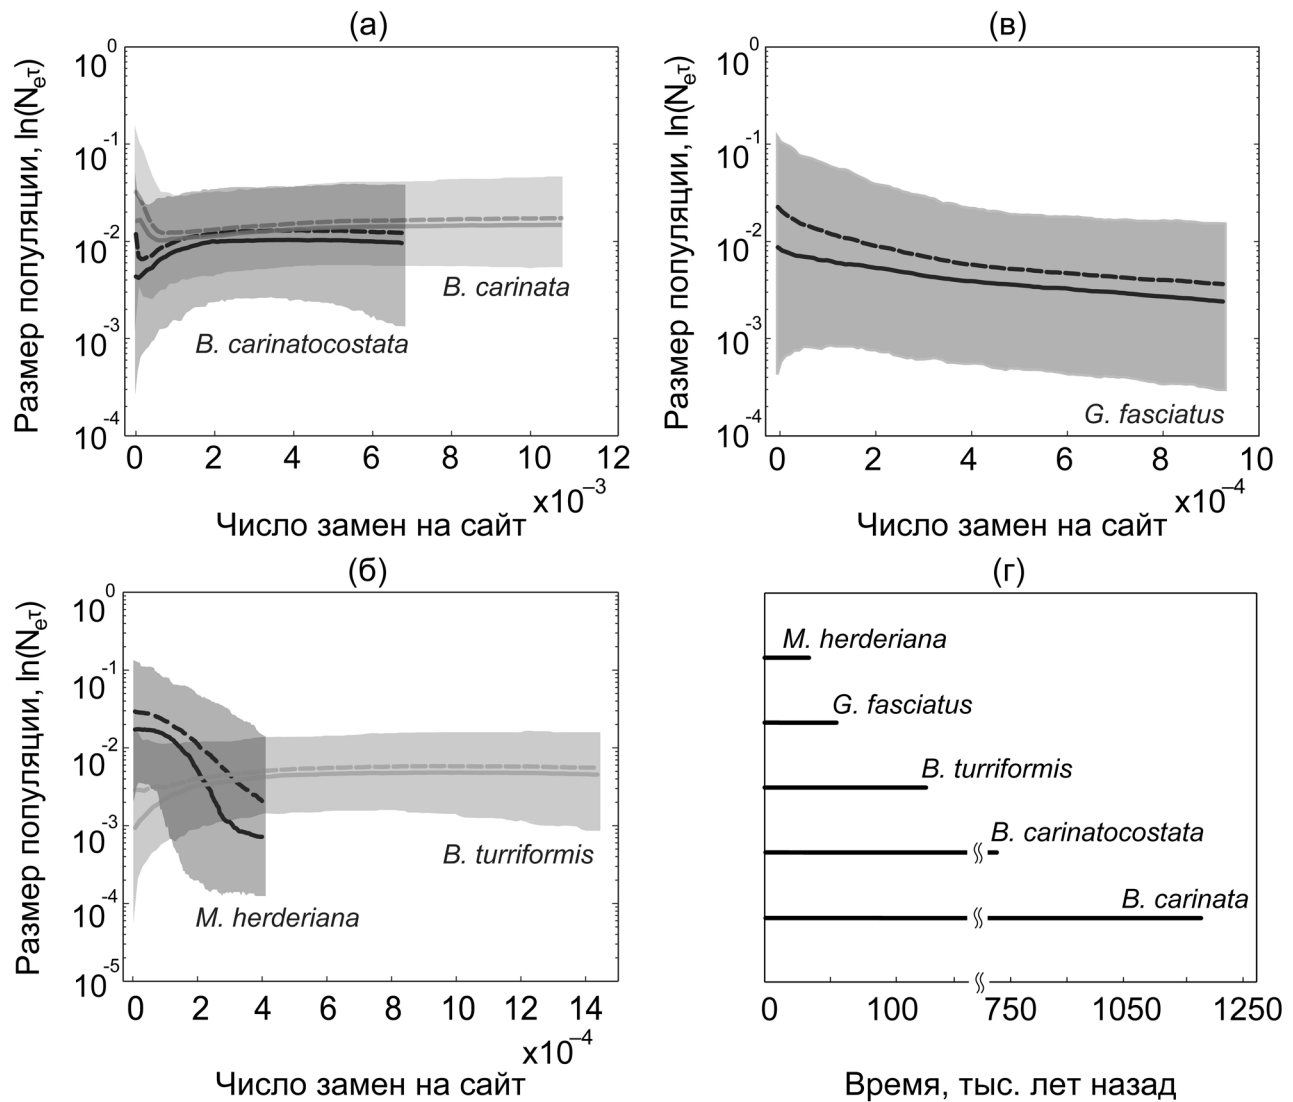 (а)
Размер популяции, ln(Neτ)
10^0
10^-1
10^-2
10^-3
10^-4
B. carinata
B. carinatocostata
0 2 4 6 8 10 12
x10^–3
Число замен на сайт
(в)
Размер популяции, ln(Neτ)
10^0
10^-1
10^-2
10^-3
10^-4
G. fasciatus
0 2 4 6 8 10
x10^–4
Число замен на сайт
(б)
Размер популяции, ln(Neτ)
10^0
10^-1
10^-2
10^-3
10^-4
10^-5
B. turriformis
M. herderiana
0 2 4 6 8 10 12 14
x10^–4
Число замен на сайт
(г)
M. herderiana
G. fasciatus
B. turriformis
B. carinatocostata
B. carinata
0 100 750 1050 1250
Время, тыс. лет назад